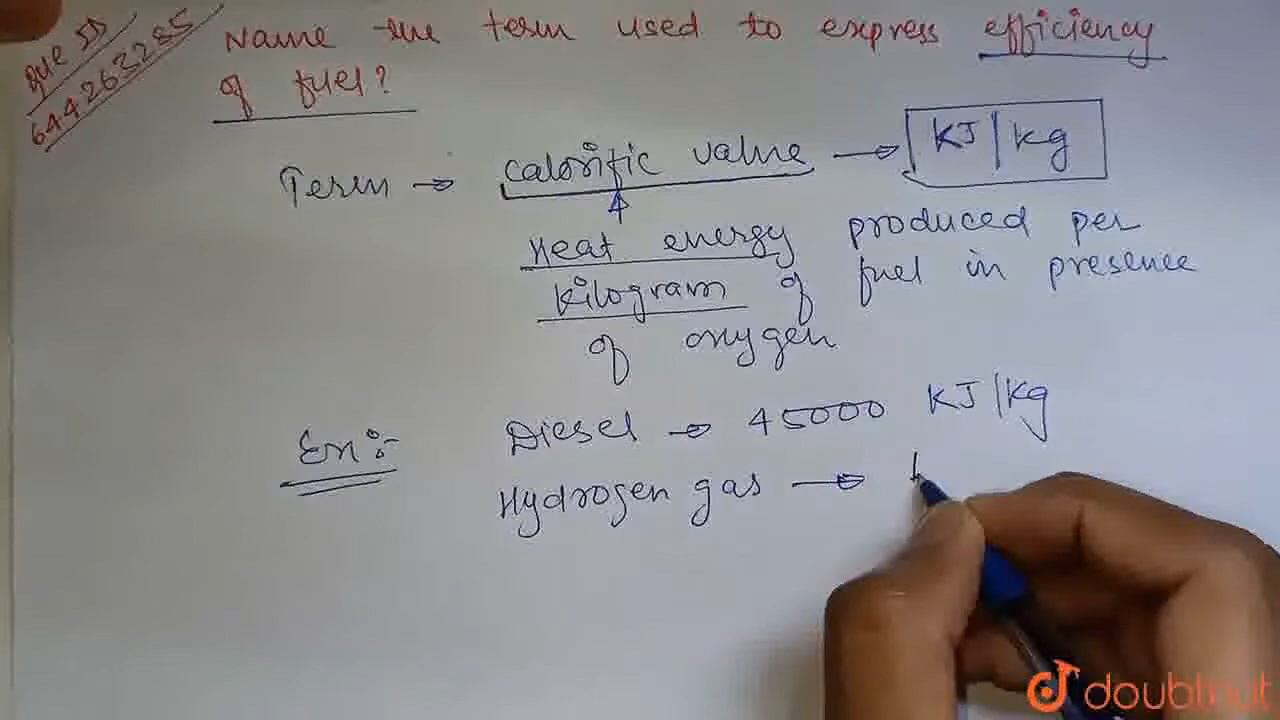 Que 55
644263285
Name the term used to express efficiency
of fuel?
Term → calorific value → KJ/kg
Heat energy produced per
kilogram of fuel in presence
of oxygen
Ex:- Diesel → 45000 KJ/kg
Hydrogen gas →
doubtnut